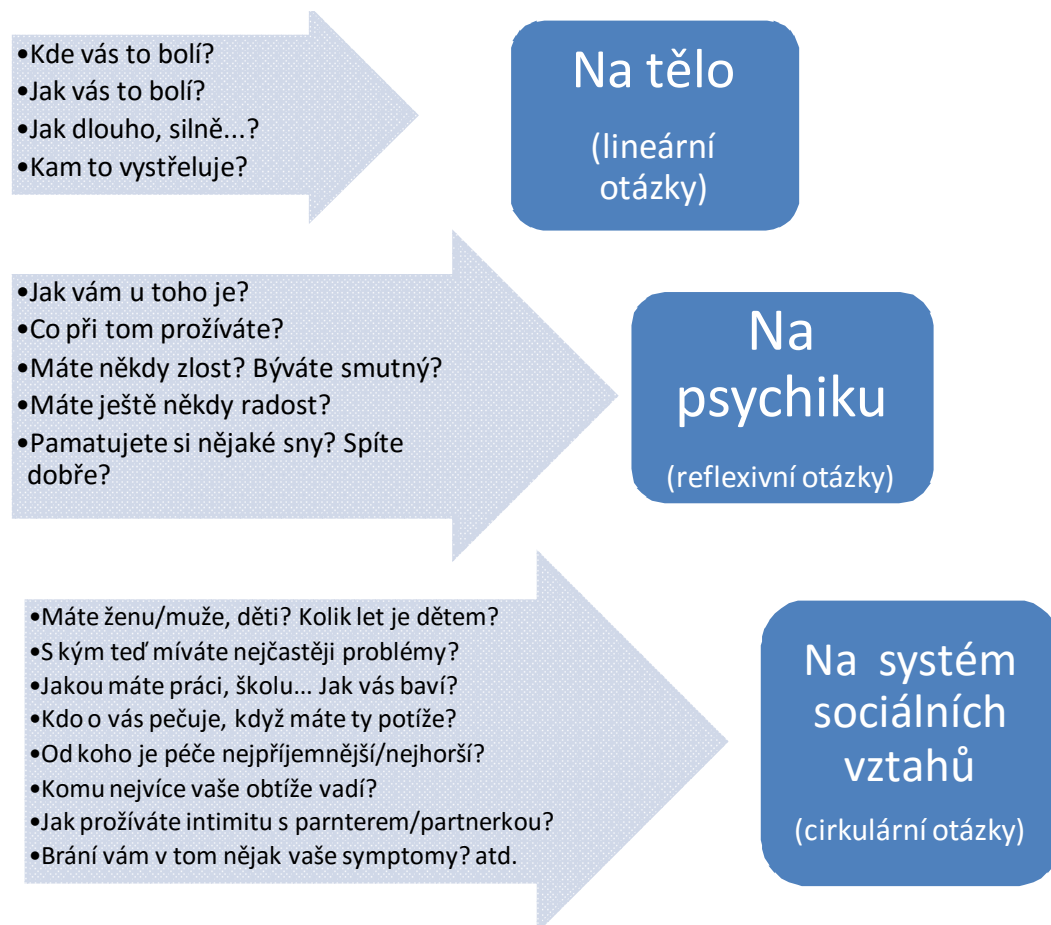 •Kde vás to bolí?
•Jak vás to bolí?
•Jak dlouho, silně...?
•Kam to vystřeluje?
Na tělo
(lineární
otázky)
•Jak vám u toho je?
•Co při tom prožíváte?
•Máte někdy zlost? Býváte smutný?
•Máte ještě někdy radost?
•Pamatujete si nějaké sny? Spíte
dobře?
Na
psychiku
(reflexivní otázky)
•Máte ženu/muže, děti? Kolik let je dětem?
•S kým teď míváte nejčastěji problémy?
•Jakou máte práci, školu... Jak vás baví?
•Kdo o vás pečuje, když máte ty potíže?
•Od koho je péče nejpříjemnější/nejhorší?
•Komu nejvíce vaše obtíže vadí?
•Jak prožíváte intimitu s parnterem/partnerkou?
•Brání vám v tom nějak vaše symptomy? atd.
Na systém
sociálních
vztahů
(cirkulární otázky)